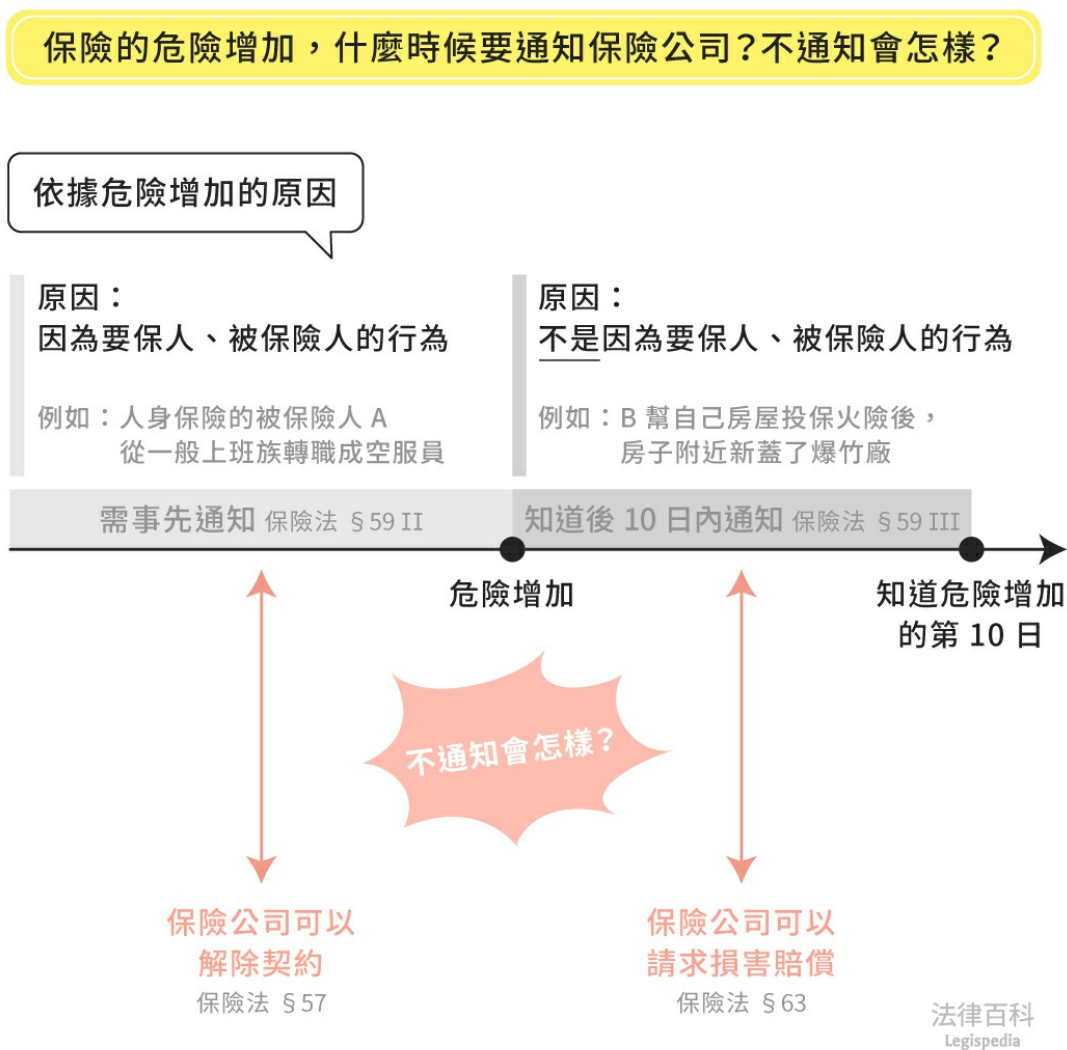 保險的危險增加，什麼時候要通知保險公司？不通知會怎樣？
依據危險增加的原因
原因：
因為要保人、被保險人的行為
例如：人身保險的被保險人 A
從一般上班族轉職成空服員
原因：
不是因為要保人、被保險人的行為
例如：B 幫自己房屋投保火險後，
房子附近新蓋了爆竹廠
需事先通知 保險法 §59 II
知道後 10 日內通知 保險法 §59 III
危險增加
知道危險增加
的第 10 日
不通知會怎樣？
保險公司可以
解除契約
保險法 §57
保險公司可以
請求損害賠償
保險法 §63
法律百科
Legispedia